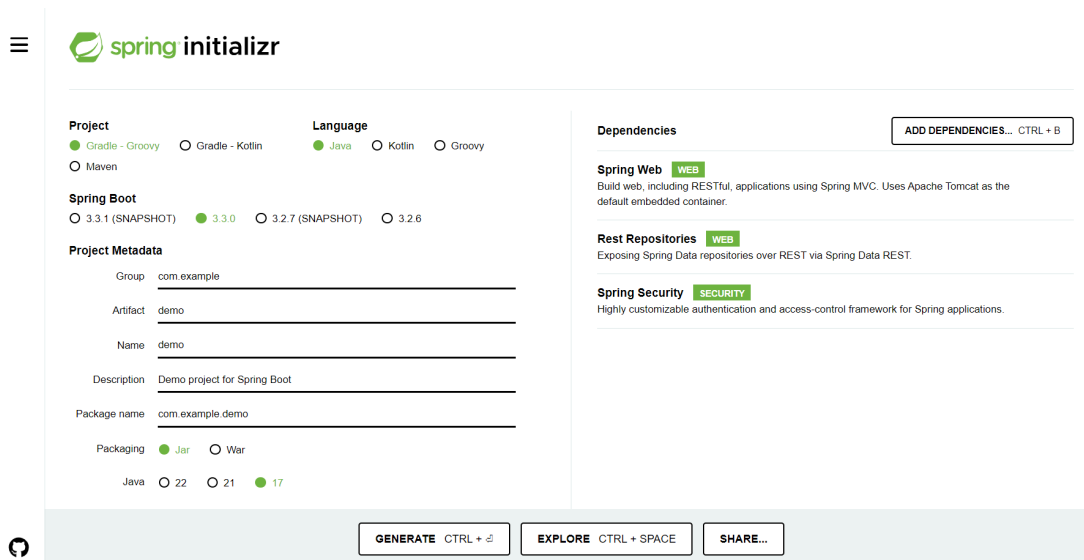 spring initializr
Project
Gradle - Groovy Gradle - Kotlin
Maven
Language
Java Kotlin Groovy
Spring Boot
3.3.1 (SNAPSHOT) 3.3.0 3.2.7 (SNAPSHOT) 3.2.6
Project Metadata
Group com.example
Artifact demo
Name demo
Description Demo project for Spring Boot
Package name com.example.demo
Packaging Jar War
Java 22 21 17
Dependencies ADD DEPENDENCIES... CTRL + B
Spring Web WEB
Build web, including RESTful, applications using Spring MVC. Uses Apache Tomcat as the
default embedded container.
Rest Repositories WEB
Exposing Spring Data repositories over REST via Spring Data REST.
Spring Security SECURITY
Highly customizable authentication and access-control framework for Spring applications.
GENERATE CTRL + ⏎ EXPLORE CTRL + SPACE SHARE...